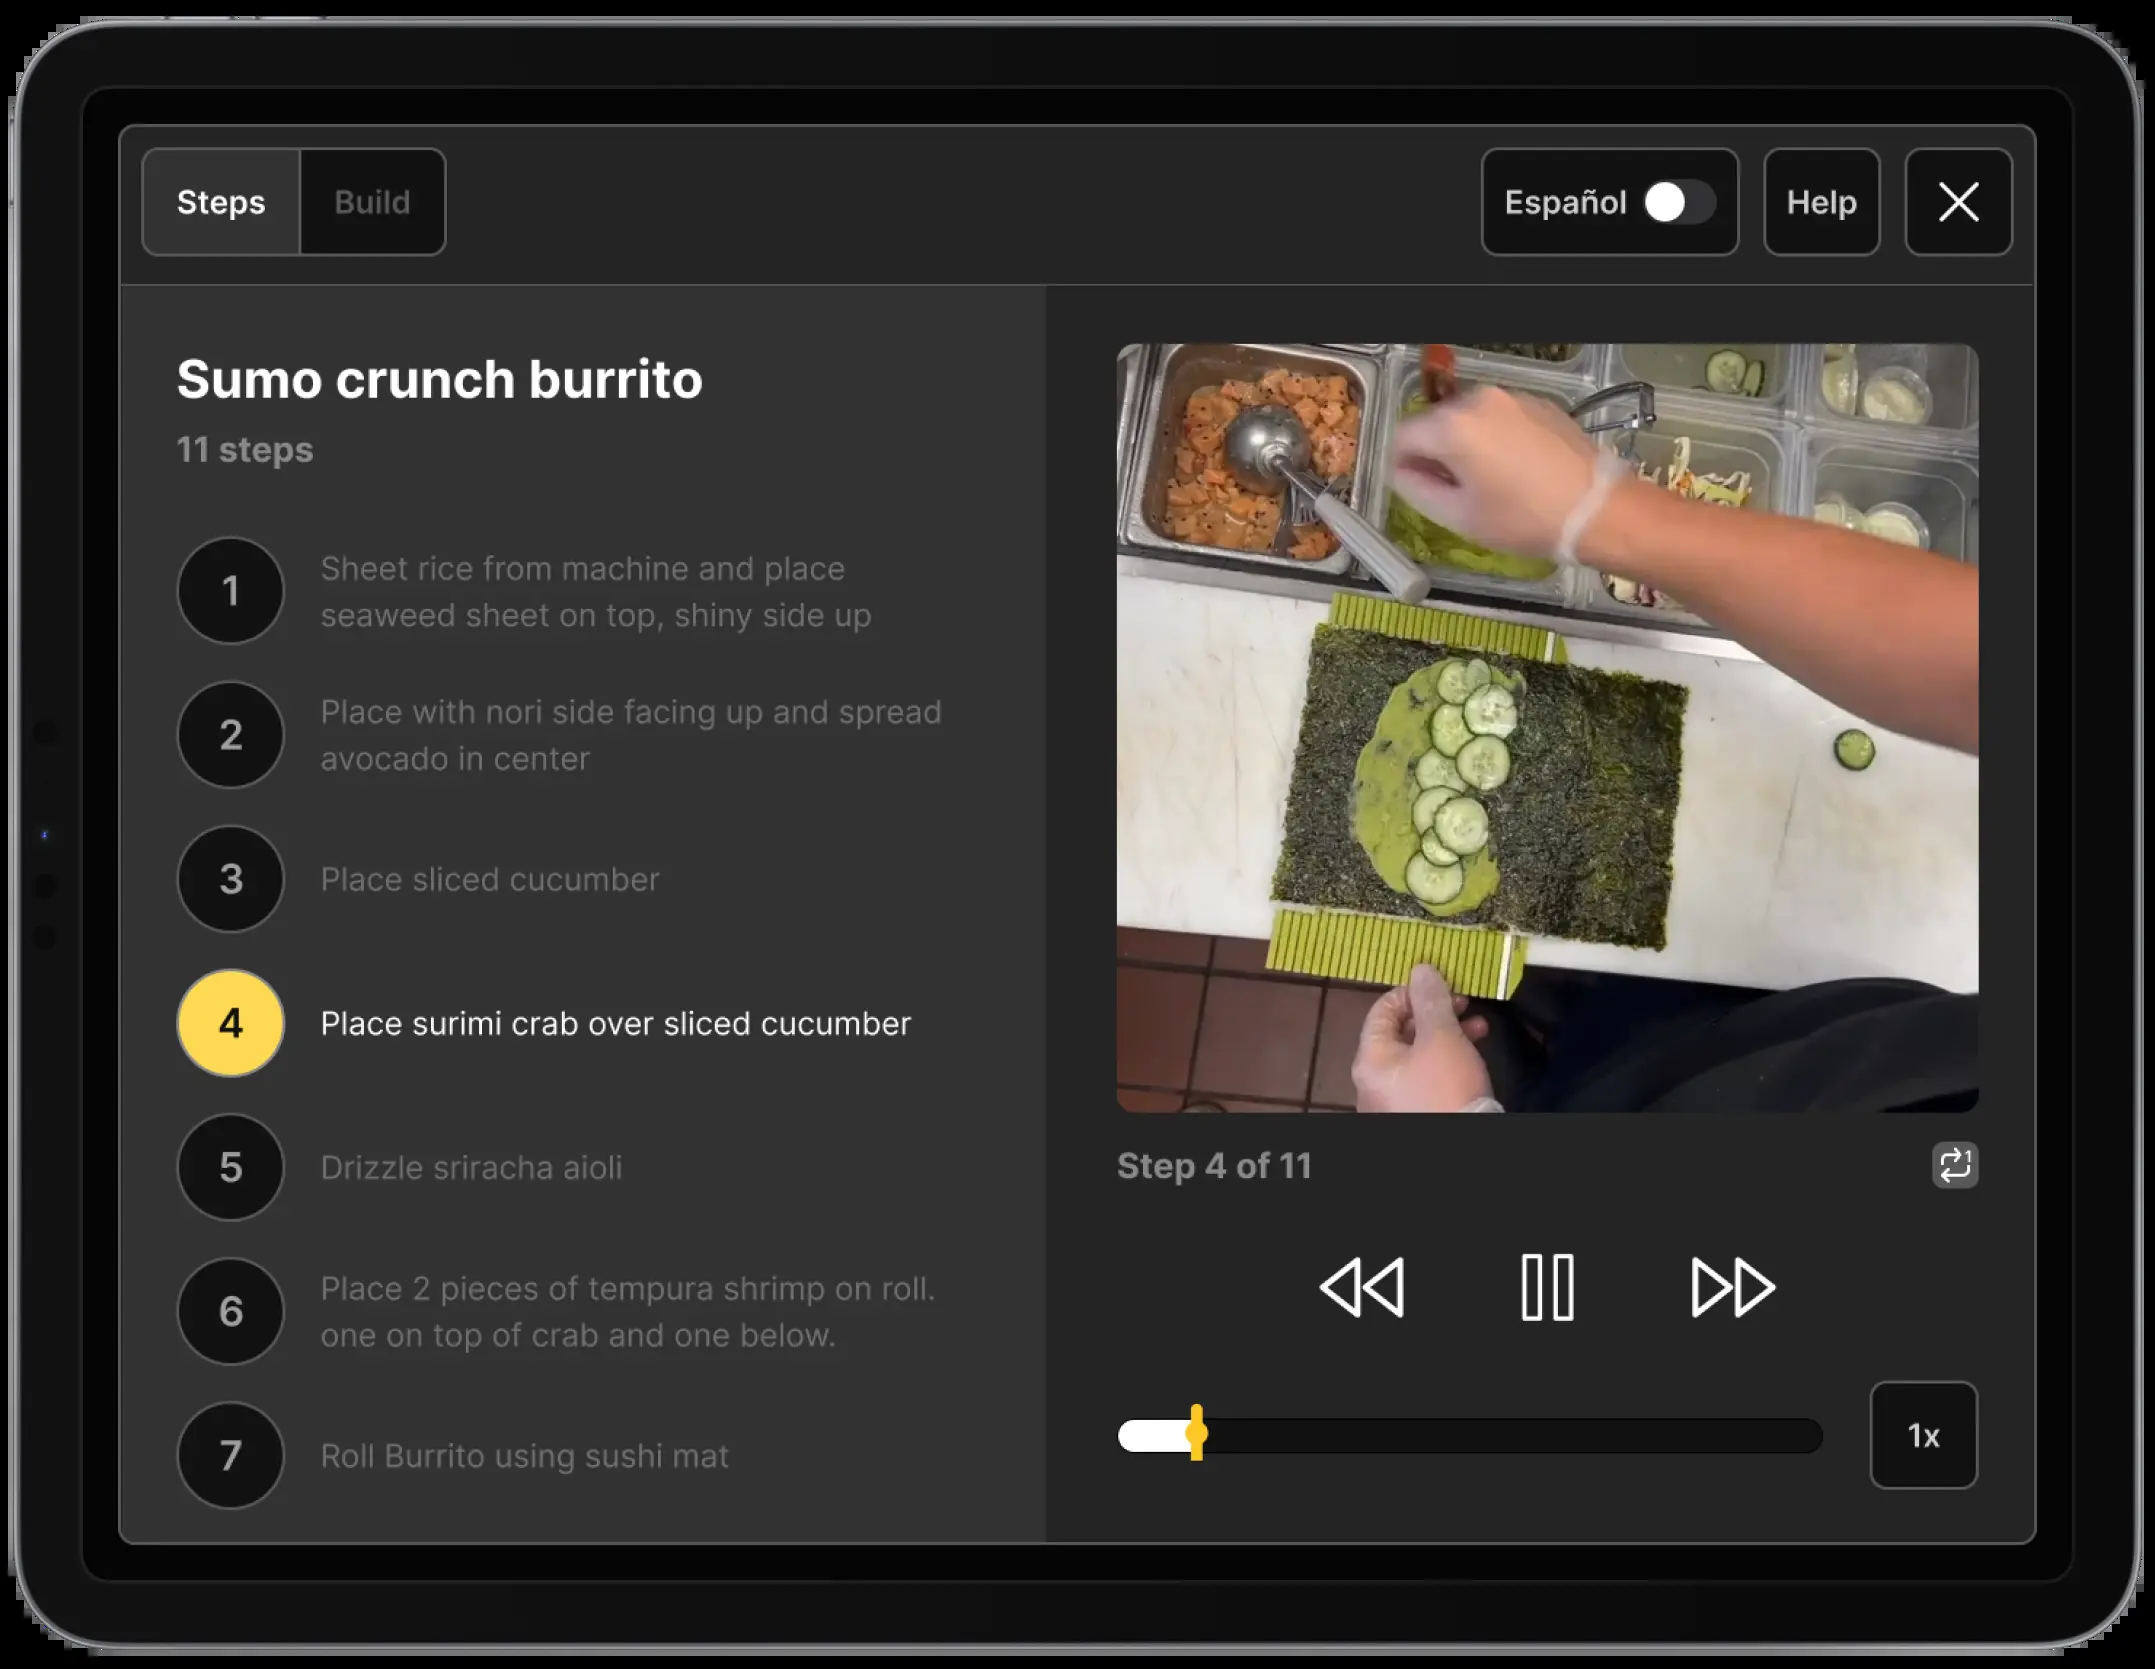 Steps
Build
Español
Help
Sumo crunch burrito
11 steps
1
Sheet rice from machine and place
seaweed sheet on top, shiny side up
2
Place with nori side facing up and spread
avocado in center
3
Place sliced cucumber
4
Place surimi crab over sliced cucumber
5
Drizzle sriracha aioli
6
Place 2 pieces of tempura shrimp on roll.
one on top of crab and one below.
7
Roll Burrito using sushi mat
Step 4 of 11
1
1x